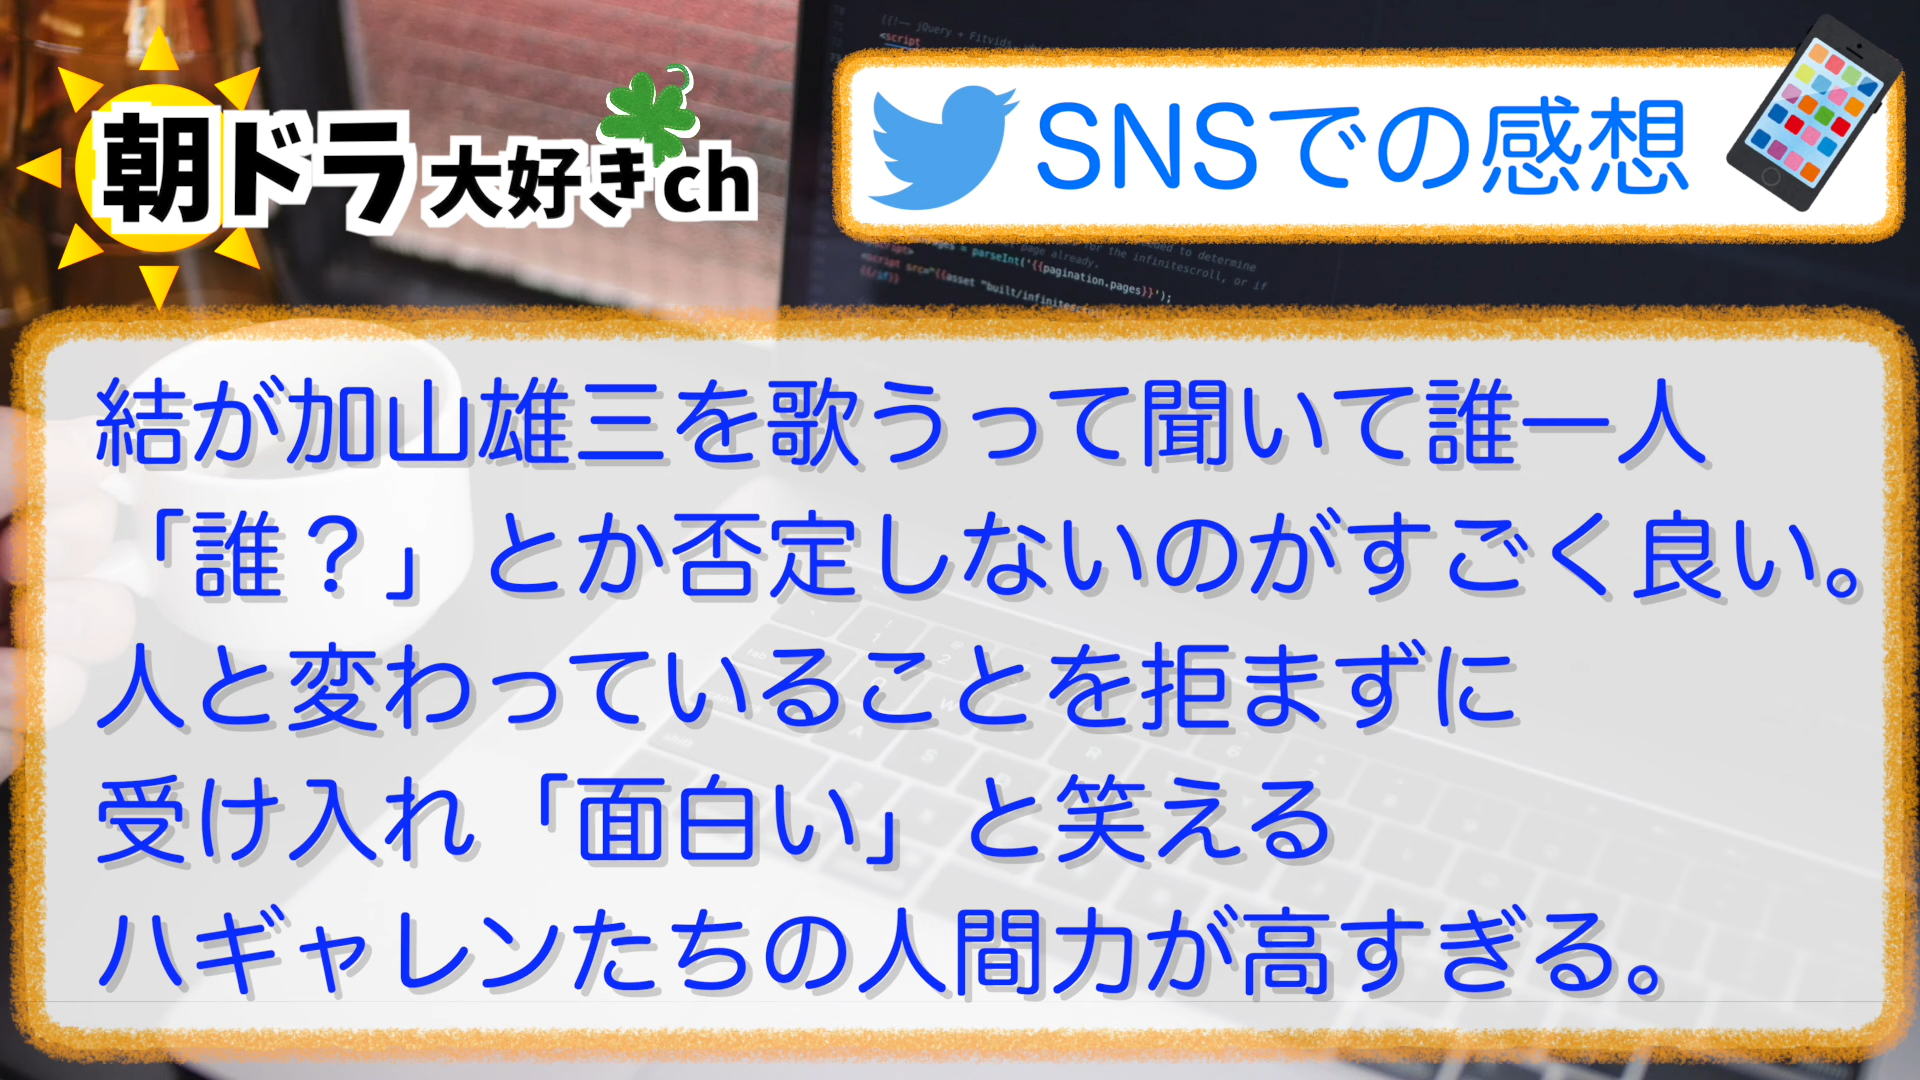 朝ドラ大好きch
SNSでの感想
結が加山雄三を歌うって聞いて誰一人
「誰？」とか否定しないのがすごく良い。
人と変わっていることを拒まずに
受け入れ「面白い」と笑える
ハギャレンたちの人間力が高すぎる。